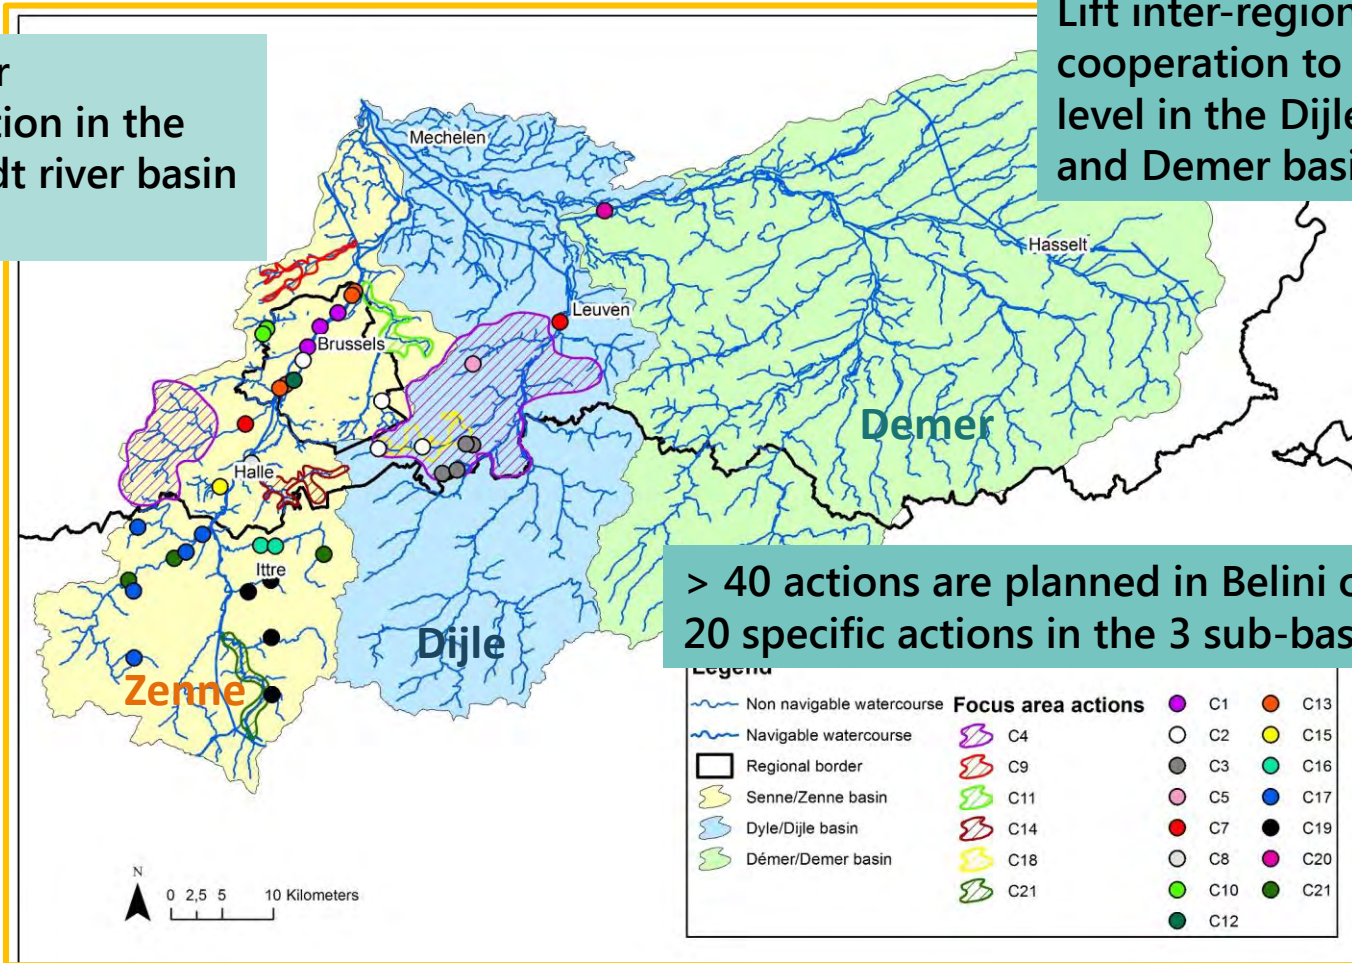 r
tion in the
dt river basin
Lift inter-region
cooperation to
level in the Dijle
and Demer basi
Mechelen
Hasselt
Leuven
Brussels
Demer
Halle
Ittre
Dijle
Zenne
> 40 actions are planned in Belini o
20 specific actions in the 3 sub-bas
Legend
Non navigable watercourse
Navigable watercourse
Regional border
Senne/Zenne basin
Dyle/Dijle basin
Démer/Demer basin
Focus area actions
C4
C9
C11
C14
C18
C21
C1
C2
C3
C5
C7
C8
C10
C12
C13
C15
C16
C17
C19
C20
C21
N
0 2,5 5 10 Kilometers